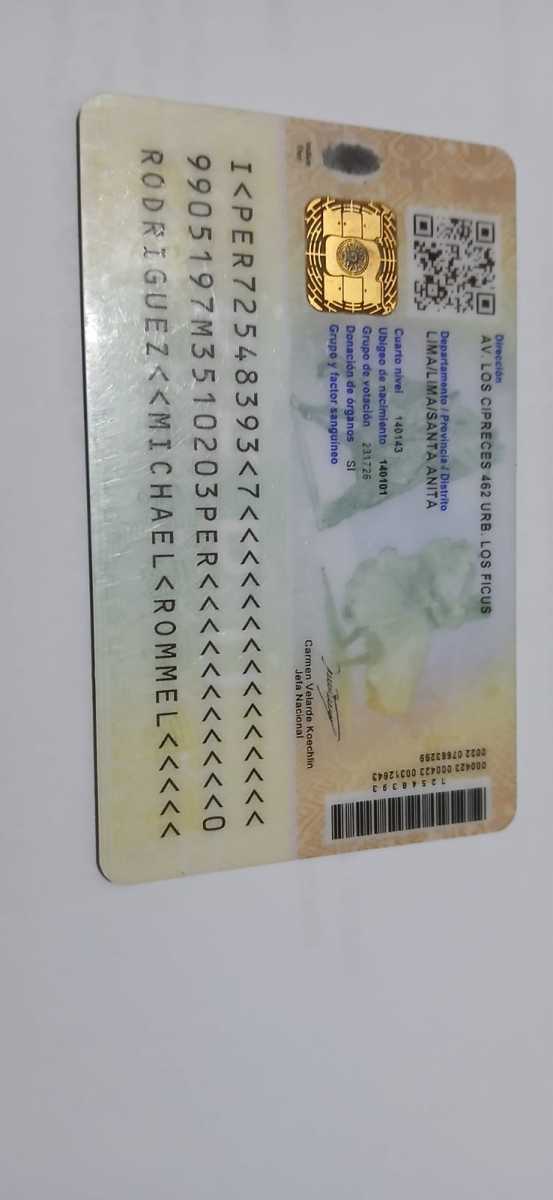 Dirección
AV. LOS CIPRECES 462 URB. LOS FICUS
Departamento / Provincia / Distrito
LIMA/LIMA/SANTA ANITA
Cuarto nivel 140143
Ubigeo de nacimiento 140101
Grupo de votación 231726
Donación de órganos SI
Grupo y factor sanguíneo
Carmen Velarde Koechlin
Jefa Nacional
0022 07683299
000423 000423 00312643
72548393
I<PER72548393<7<<<<<<<<<<<<<<<
9905197M3510203PER<<<<<<<<<<<0
RODRIGUEZ<<MICHAEL<ROMMEL<<<<<